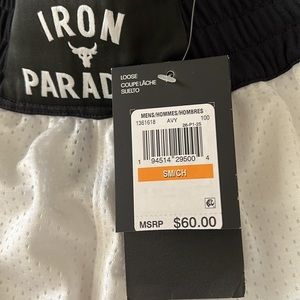 IRON
PARAD
LOOSE
COUPE LÂCHE
SUELTO
MENS/HOMMES/HOMBRES
1361618 AVY 100
26-P1-25
1 94514 29500 4
SM/CH
MSRP $60.00